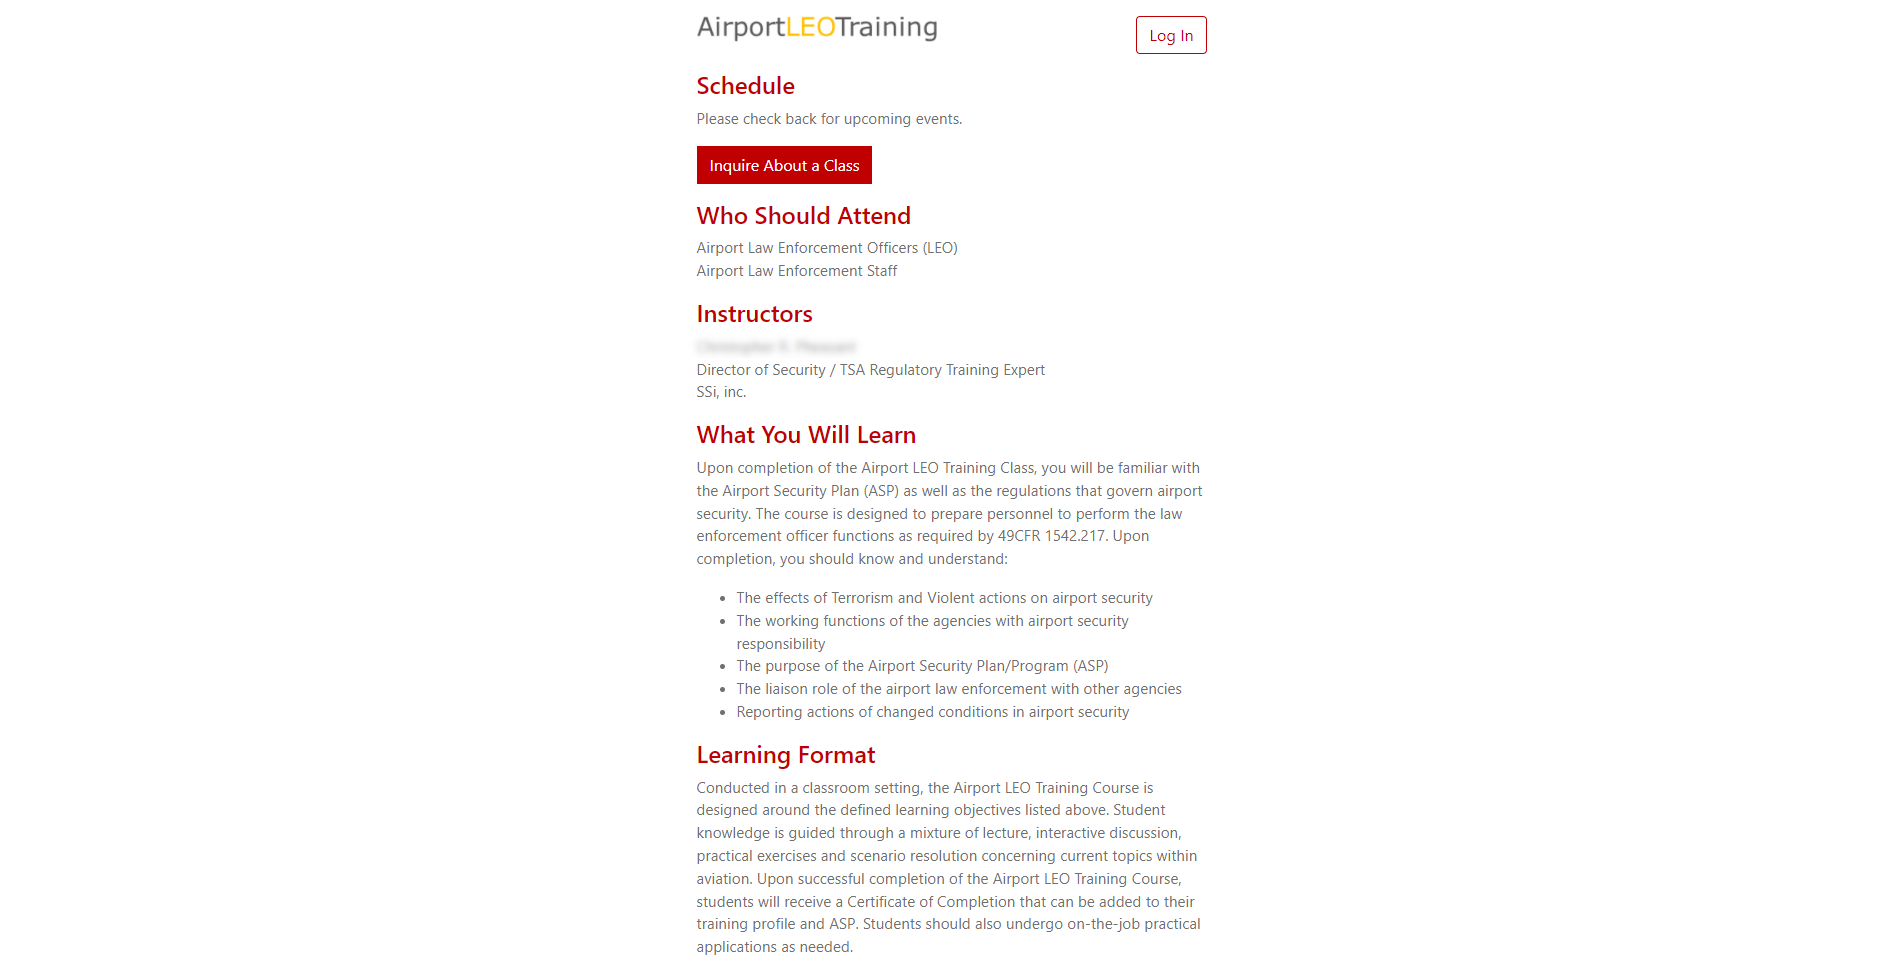 AirportLEOTraining
Log In
Schedule
Please check back for upcoming events.
Inquire About a Class
Who Should Attend
Airport Law Enforcement Officers (LEO)
Airport Law Enforcement Staff
Instructors
Director of Security / TSA Regulatory Training Expert
SSi, inc.
What You Will Learn
Upon completion of the Airport LEO Training Class, you will be familiar with
the Airport Security Plan (ASP) as well as the regulations that govern airport
security. The course is designed to prepare personnel to perform the law
enforcement officer functions as required by 49CFR 1542.217. Upon
completion, you should know and understand:
• The effects of Terrorism and Violent actions on airport security
• The working functions of the agencies with airport security
responsibility
• The purpose of the Airport Security Plan/Program (ASP)
• The liaison role of the airport law enforcement with other agencies
• Reporting actions of changed conditions in airport security
Learning Format
Conducted in a classroom setting, the Airport LEO Training Course is
designed around the defined learning objectives listed above. Student
knowledge is guided through a mixture of lecture, interactive discussion,
practical exercises and scenario resolution concerning current topics within
aviation. Upon successful completion of the Airport LEO Training Course,
students will receive a Certificate of Completion that can be added to their
training profile and ASP. Students should also undergo on-the-job practical
applications as needed.